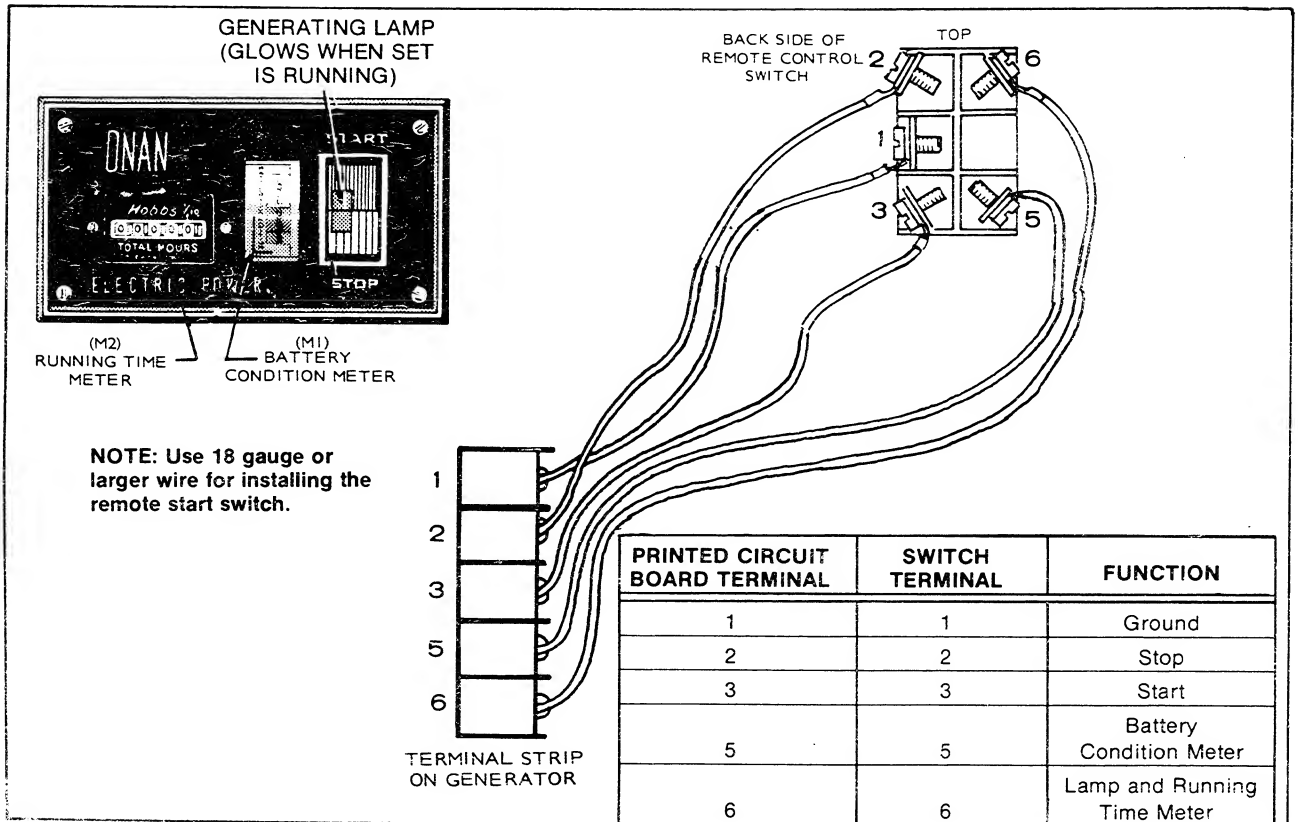 GENERATING LAMP
(GLOWS WHEN SET
IS RUNNING)
ONAN
START
Hobbs 1/10
TOTAL HOURS
ELECTRIC POWER
STOP
(M2)
RUNNING TIME
METER
(M1)
BATTERY
CONDITION METER
BACK SIDE OF
REMOTE CONTROL
SWITCH
TOP
2
6
1
3
5
NOTE: Use 18 gauge or
larger wire for installing the
remote start switch.
1
2
3
5
6
TERMINAL STRIP
ON GENERATOR
PRINTED CIRCUIT BOARD TERMINAL SWITCH TERMINAL FUNCTION
1 1 Ground
2 2 Stop
3 3 Start
5 5 Battery Condition Meter
6 6 Lamp and Running Time Meter